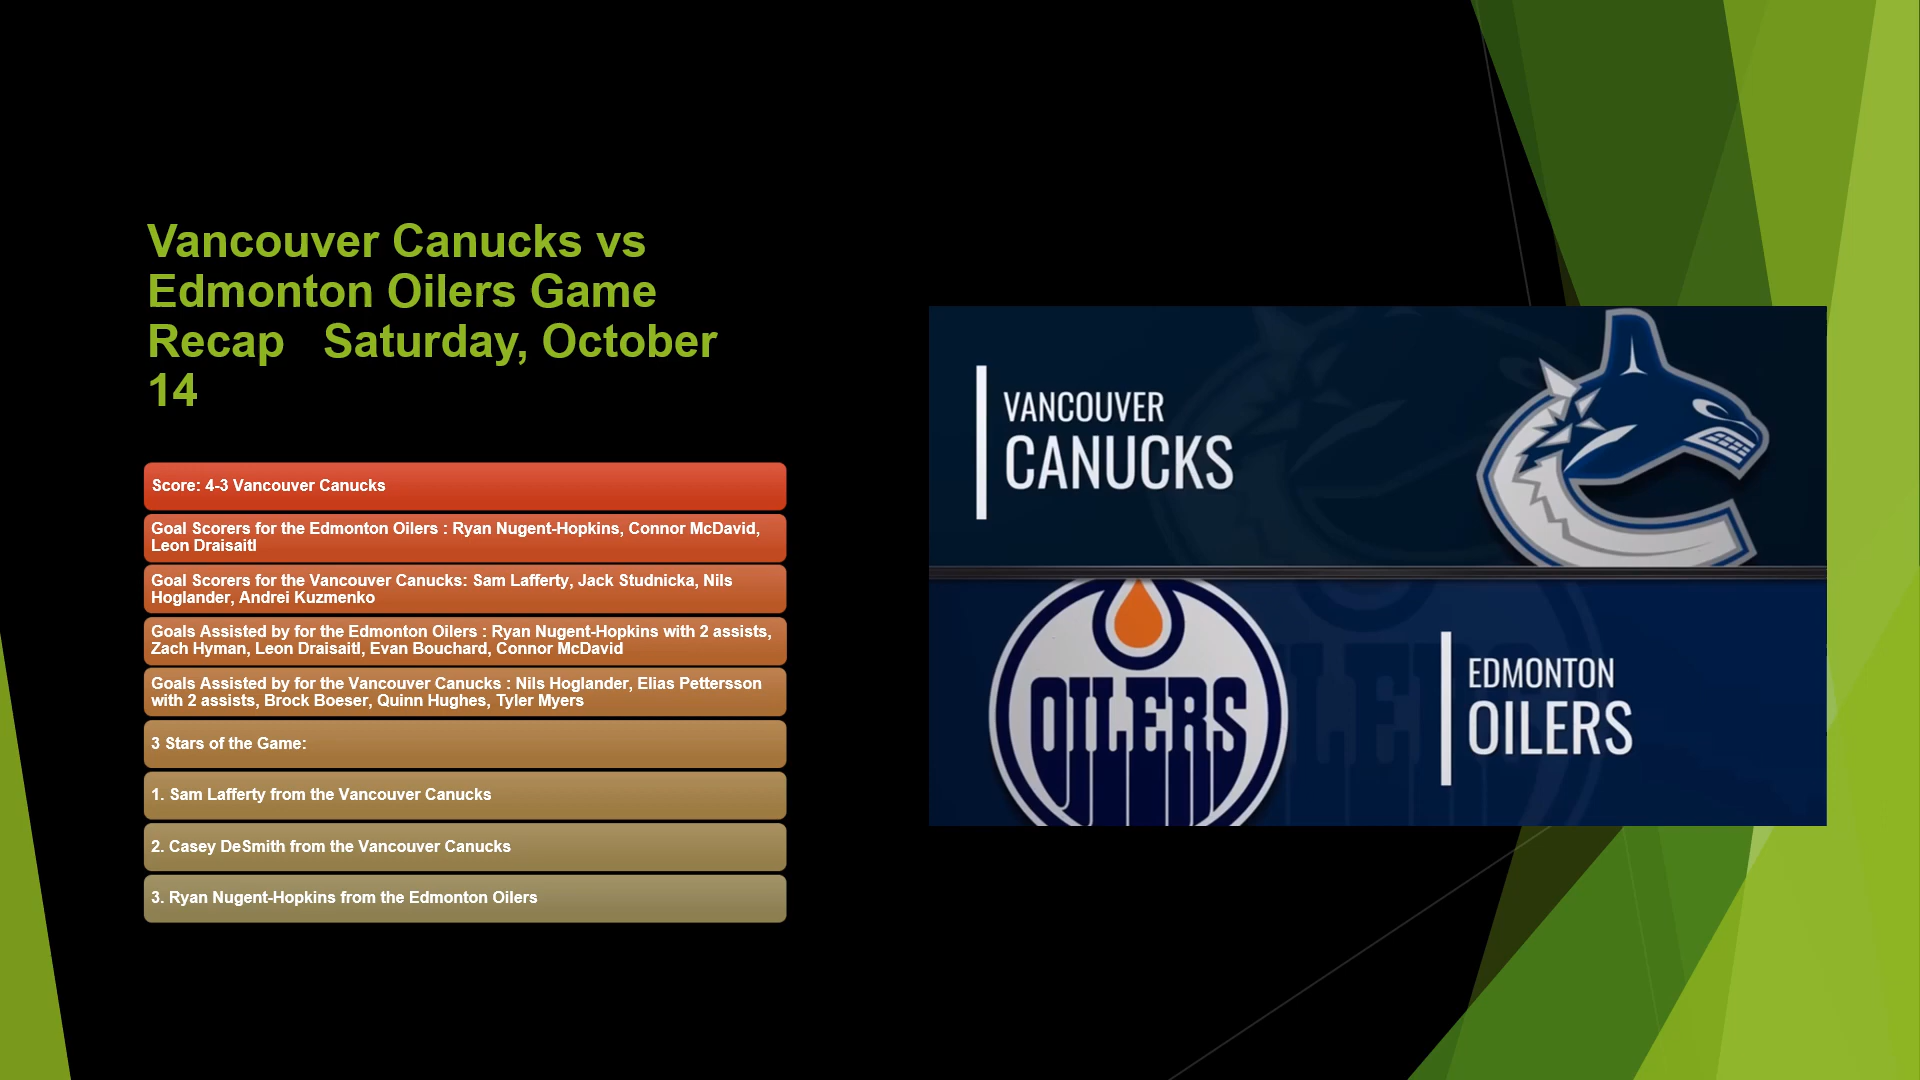 Vancouver Canucks vs
Edmonton Oilers Game
Recap   Saturday, October
14
Score: 4-3 Vancouver Canucks
Goal Scorers for the Edmonton Oilers : Ryan Nugent-Hopkins, Connor McDavid,
Leon Draisaitl
Goal Scorers for the Vancouver Canucks: Sam Lafferty, Jack Studnicka, Nils
Hoglander, Andrei Kuzmenko
Goals Assisted by for the Edmonton Oilers : Ryan Nugent-Hopkins with 2 assists,
Zach Hyman, Leon Draisaitl, Evan Bouchard, Connor McDavid
Goals Assisted by for the Vancouver Canucks : Nils Hoglander, Elias Pettersson
with 2 assists, Brock Boeser, Quinn Hughes, Tyler Myers
3 Stars of the Game:
1. Sam Lafferty from the Vancouver Canucks
2. Casey DeSmith from the Vancouver Canucks
3. Ryan Nugent-Hopkins from the Edmonton Oilers
VANCOUVER
CANUCKS
OILERS
EDMONTON
OILERS